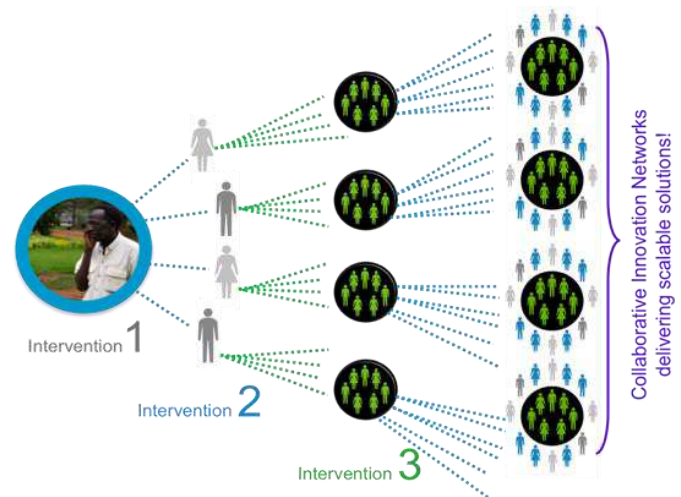 Intervention 1
Intervention 2
Intervention 3
Collaborative Innovation Networks
delivering scalable solutions!